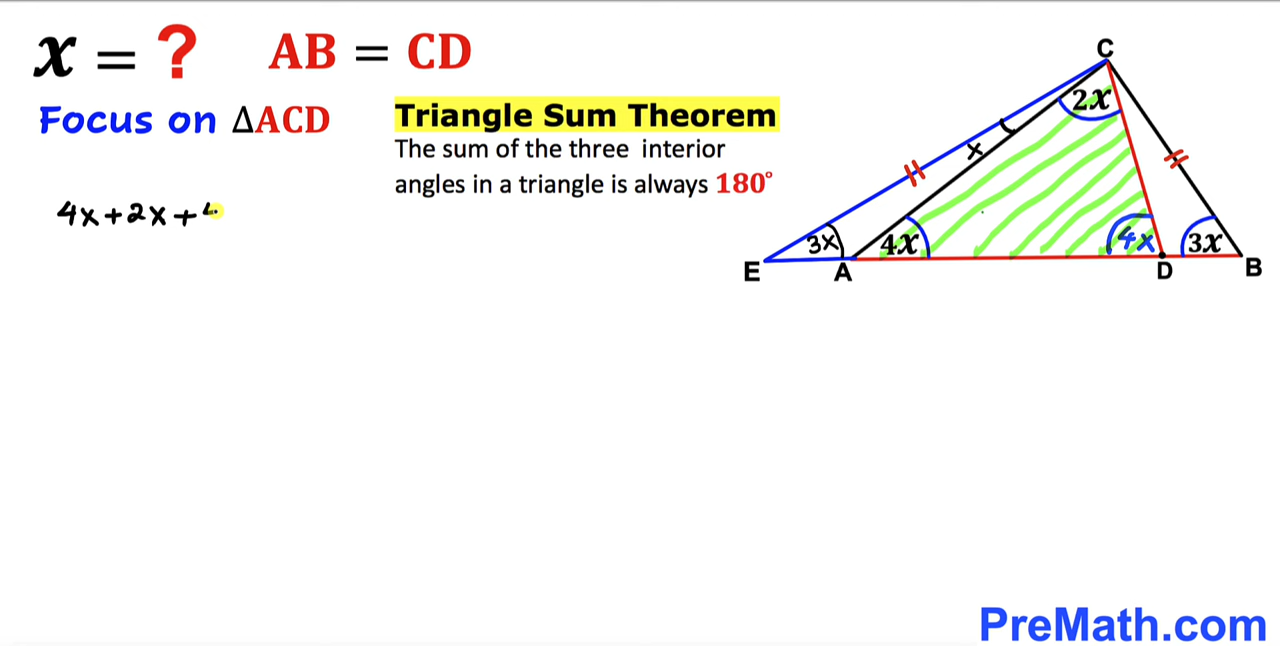 x = ? AB = CD
Focus on ΔACD
Triangle Sum Theorem
The sum of the three interior
angles in a triangle is always 180°
4x+2x+4
C
2x
x
3x
4x
4x
3x
E
A
D
B
PreMath.com